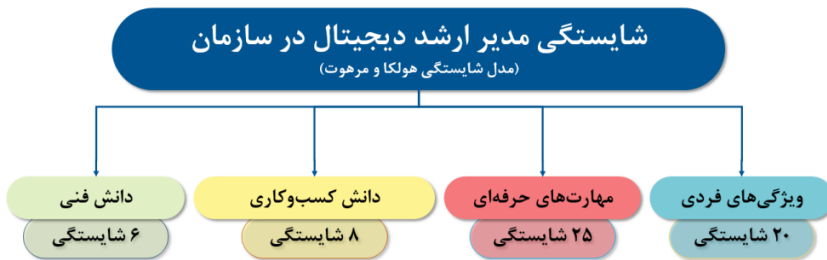 شایستگی مدیر ارشد دیجیتال در سازمان
(مدل شایستگی هولکا و مرهوت)
ویژگی‌های فردی
۲۰ شایستگی
مهارت‌های حرفه‌ای
۲۵ شایستگی
دانش کسب‌وکاری
۸ شایستگی
دانش فنی
۶ شایستگی